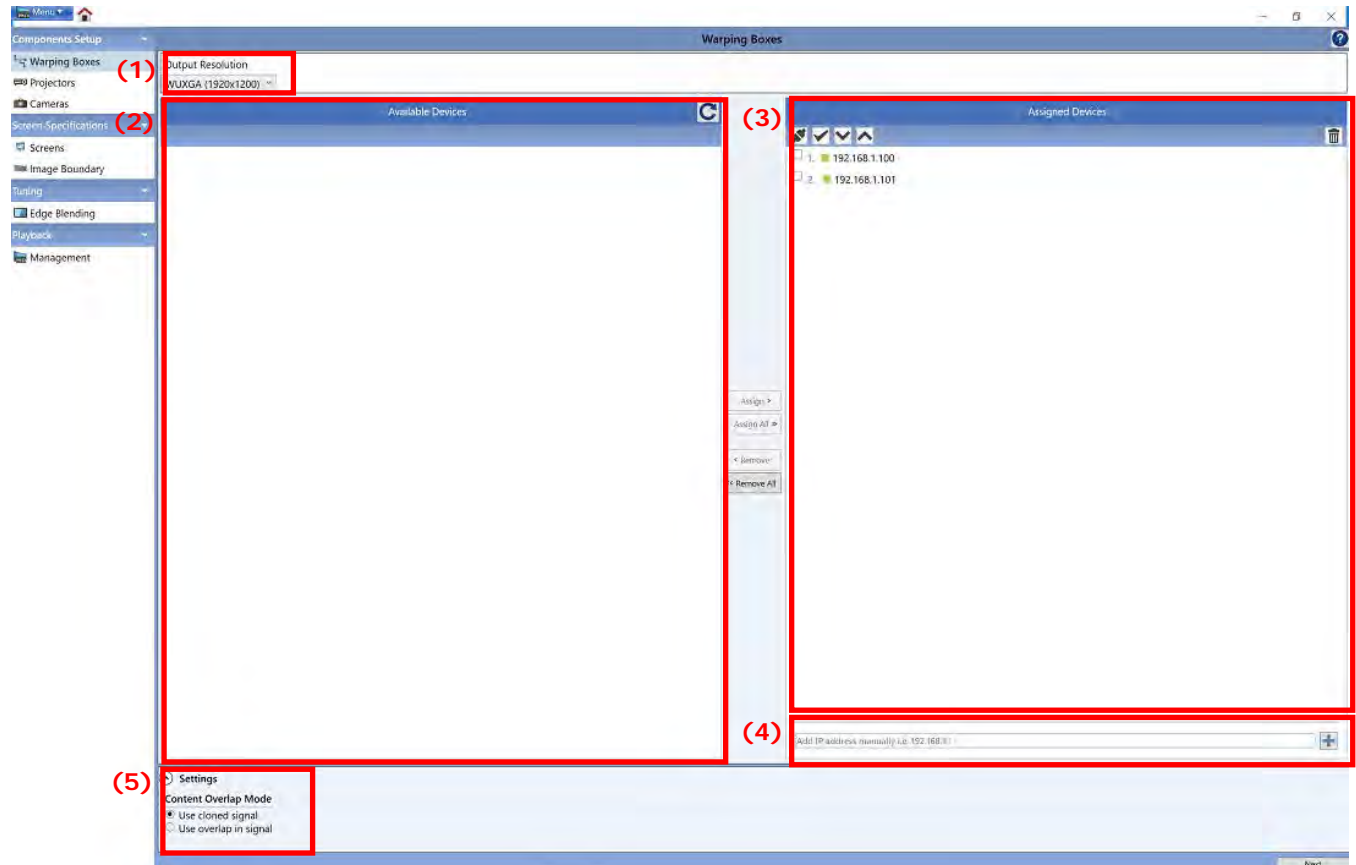 Menu
Components Setup
Warping Boxes
Warping Boxes
(1)
Output Resolution
WUXGA (1920x1200)
Projectors
Cameras
Screen Specifications
(2)
Available Devices
(3)
Assigned Devices
Screens
Image Boundary
1. 192.168.1.100
2. 192.168.1.101
Tuning
Edge Blending
Playback
Management
Assign >
Assign All »
< Remove
< Remove All
(4)
Add IP address manually i.e. 192.168.1.1
(5)
Settings
Content Overlap Mode
Use cloned signal
Use overlap in signal
Next